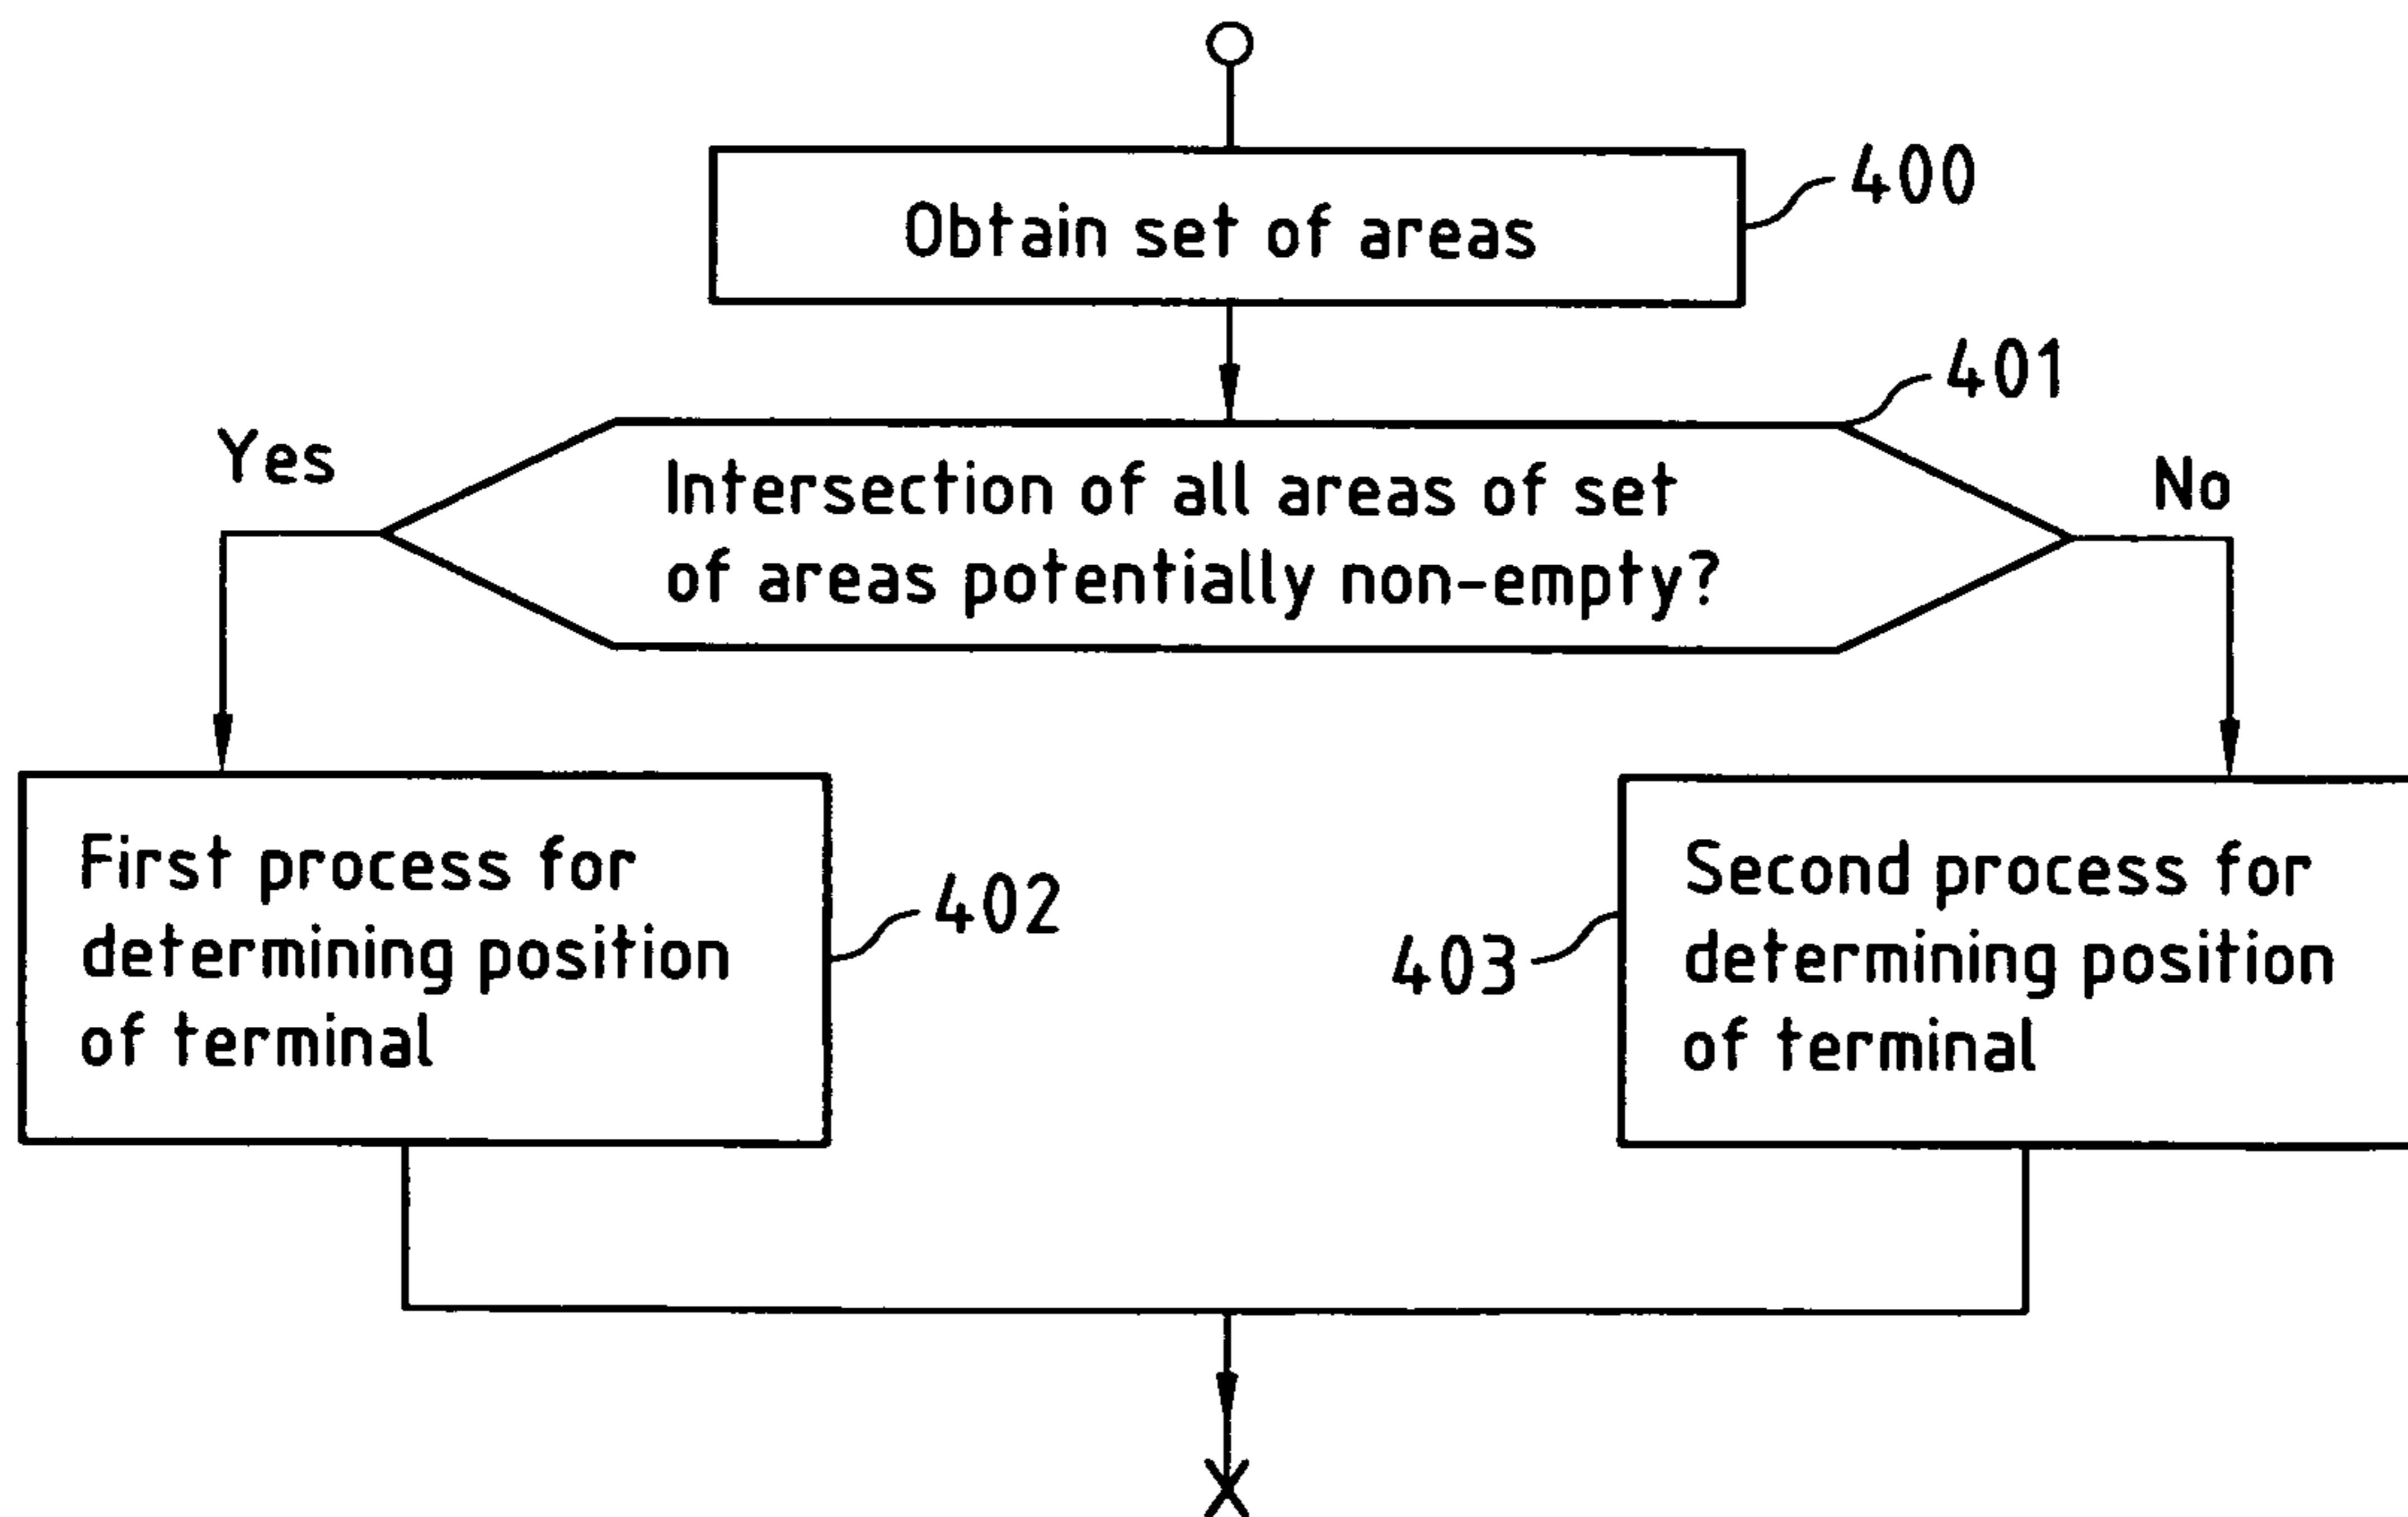 Obtain set of areas
400
401
Yes
Intersection of all areas of set
of areas potentially non-empty?
No
First process for
determining position
of terminal
402
403
Second process for
determining position
of terminal
X